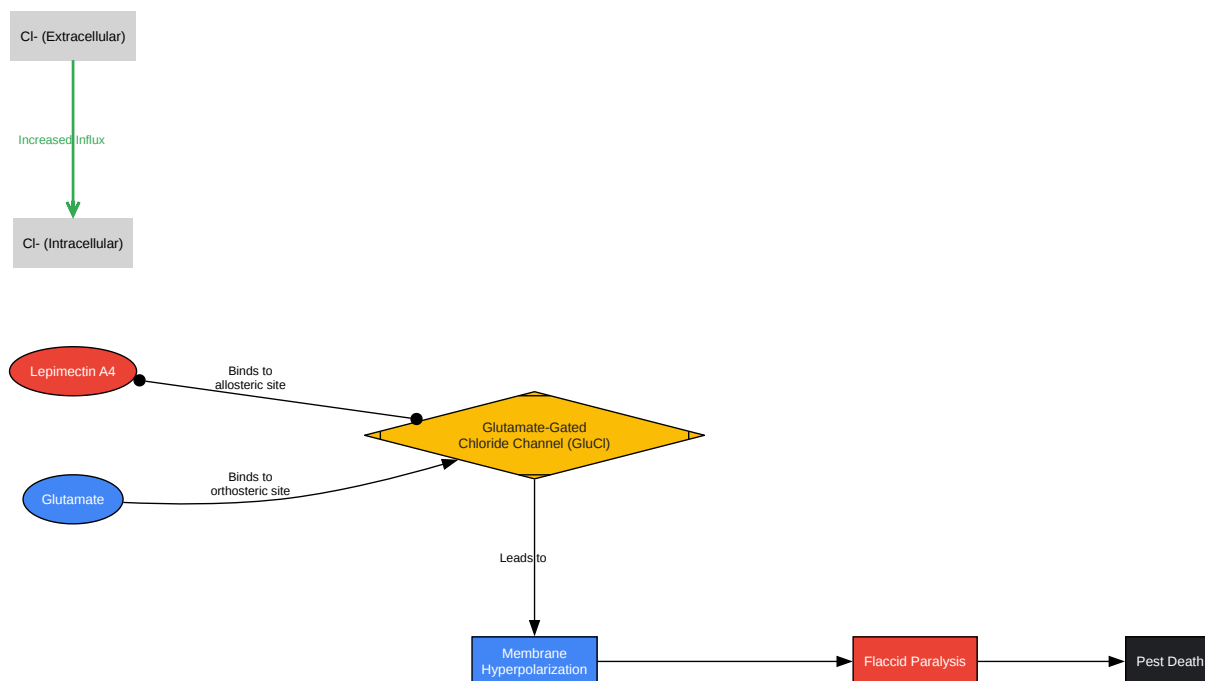 Cl- (Extracellular)
Increased Influx
Cl- (Intracellular)
Lepimectin A4
Binds to
allosteric site
Glutamate-Gated
Chloride Channel (GluCl)
Binds to
orthosteric site
Glutamate
Leads to
Membrane
Hyperpolarization
Flaccid Paralysis
Pest Death